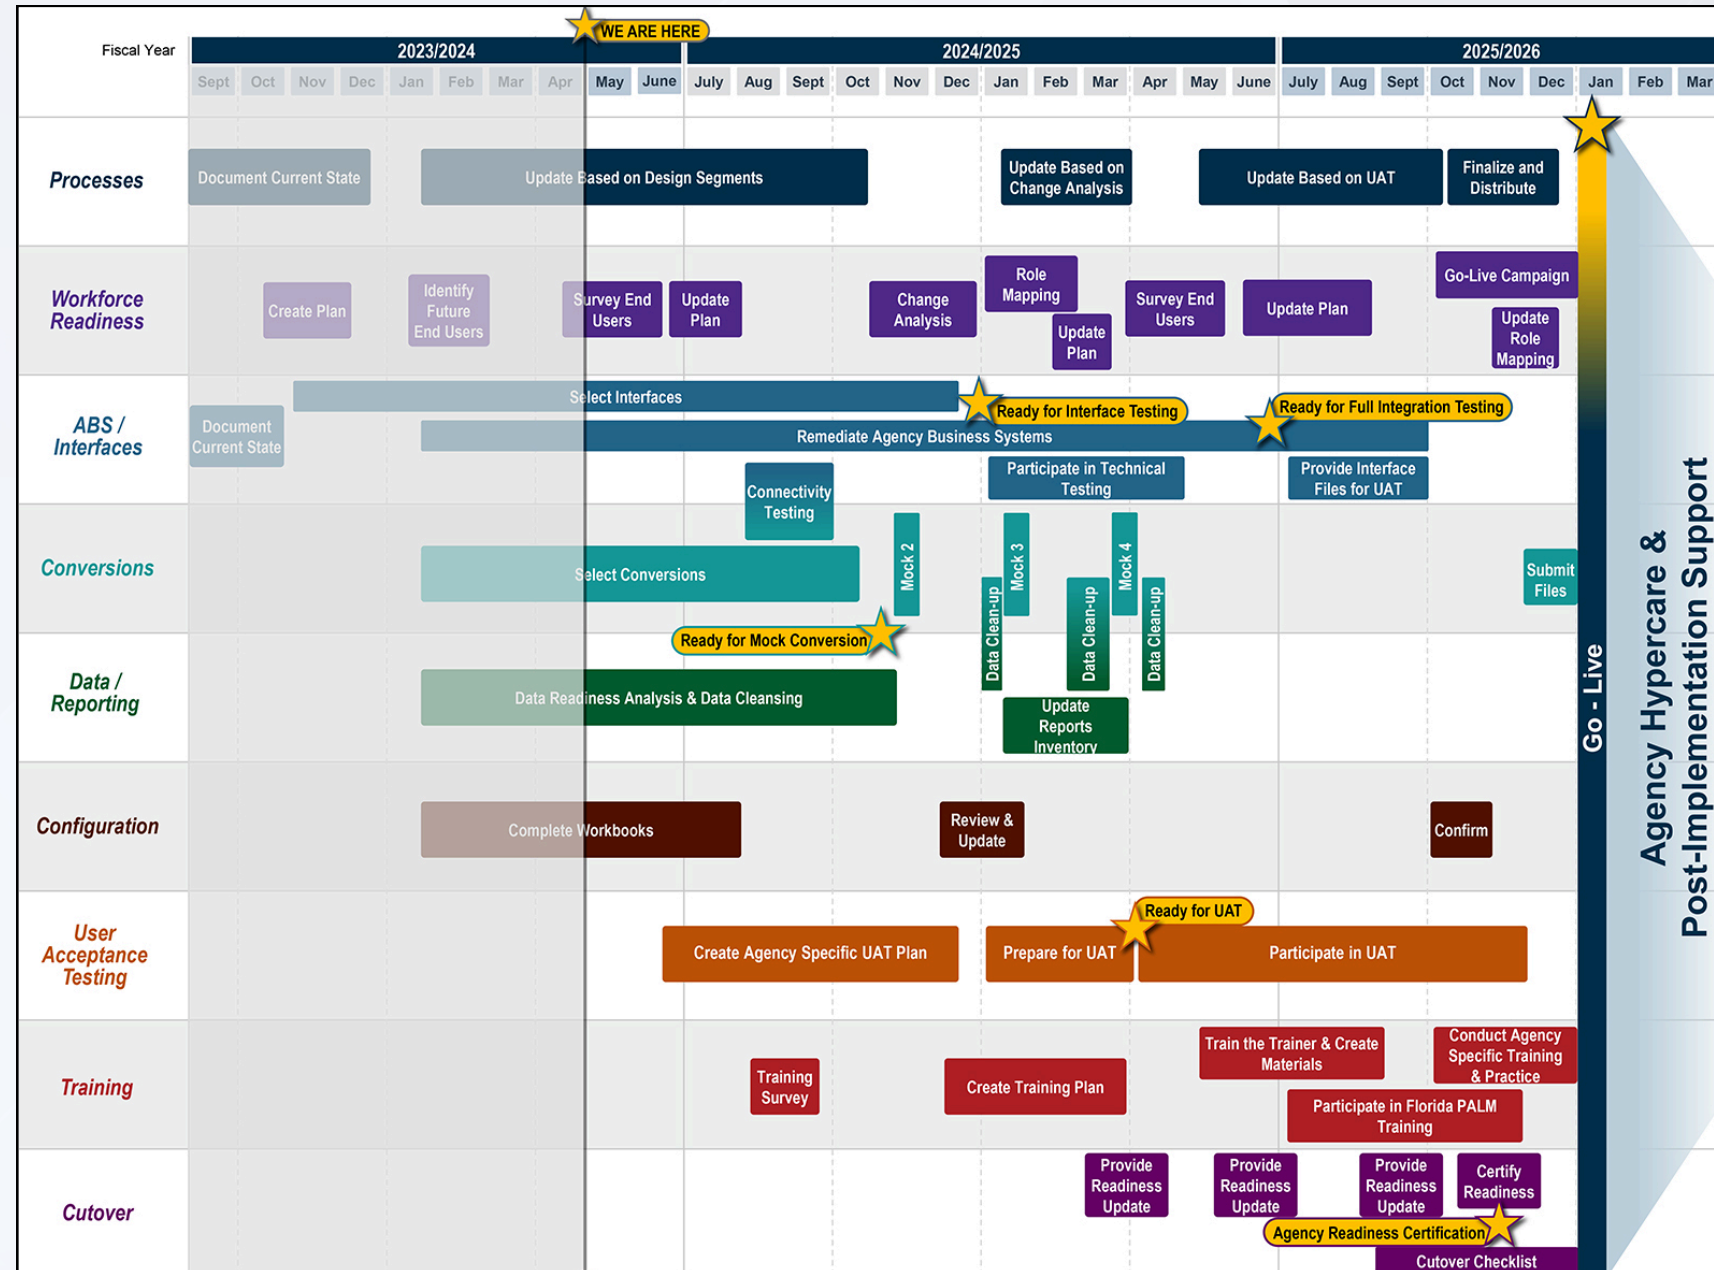 WE ARE HERE
Fiscal Year
2023/2024
2024/2025
2025/2026
Sept
Oct
Nov
Dec
Jan
Feb
Mar
Apr
May
June
July
Aug
Sept
Oct
Nov
Dec
Jan
Feb
Mar
Apr
May
June
July
Aug
Sept
Oct
Nov
Dec
Jan
Feb
Mar
Processes
Document Current State
Update Based on Design Segments
Update Based on
Change Analysis
Update Based on UAT
Finalize and
Distribute
Workforce
Readiness
Create Plan
Identify
Future
End Users
Survey End
Users
Update
Plan
Change
Analysis
Role
Mapping
Update
Plan
Survey End
Users
Update Plan
Go-Live Campaign
Update
Role
Mapping
ABS /
Interfaces
Document
Current State
Select Interfaces
Ready for Interface Testing
Ready for Full Integration Testing
Remediate Agency Business Systems
Connectivity
Testing
Participate in Technical
Testing
Provide Interface
Files for UAT
Conversions
Select Conversions
Mock 2
Mock 3
Mock 4
Submit
Files
Ready for Mock Conversion
Data Clean-up
Data Clean-up
Data Clean-up
Data /
Reporting
Data Readiness Analysis & Data Cleansing
Update
Reports
Inventory
Configuration
Complete Workbooks
Review &
Update
Confirm
User
Acceptance
Testing
Create Agency Specific UAT Plan
Prepare for UAT
Ready for UAT
Participate in UAT
Training
Training
Survey
Create Training Plan
Train the Trainer & Create
Materials
Conduct Agency
Specific Training
& Practice
Participate in Florida PALM
Training
Cutover
Provide
Readiness
Update
Provide
Readiness
Update
Provide
Readiness
Update
Certify
Readiness
Agency Readiness Certification
Cutover Checklist
Go - Live
Agency Hypercare &
Post-Implementation Support